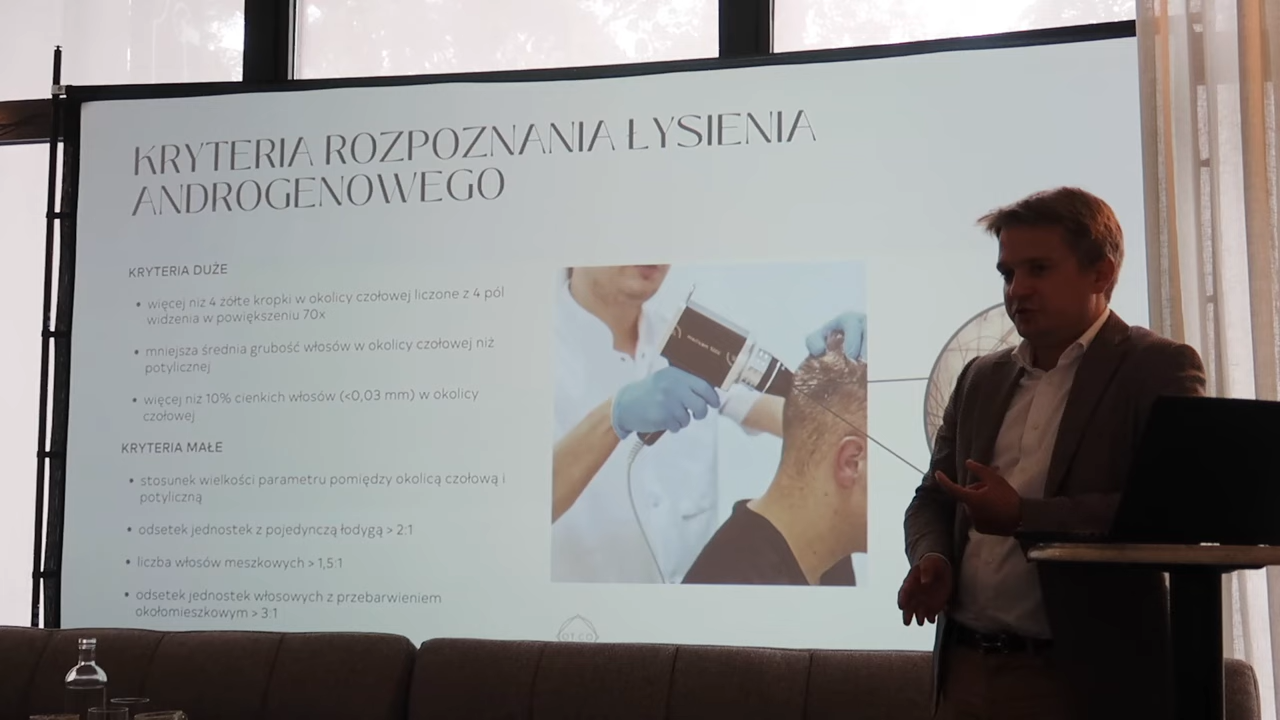 KRYTERIA ROZPOZNANIA ŁYSIENIA
ANDROGENOWEGO
KRYTERIA DUŻE
• więcej niż 4 żółte kropki w okolicy czołowej liczone z 4 pól
widzenia w powiększeniu 70x
• mniejsza średnia grubość włosów w okolicy czołowej niż
potylicznej
• więcej niż 10% cienkich włosów (<0,03 mm) w okolicy
czołowej
KRYTERIA MAŁE
• stosunek wielkości parametru pomiędzy okolicą czołową i
potyliczną
• odsetek jednostek z pojedynczą łodygą > 2:1
• liczba włosów meszkowych > 1,5:1
• odsetek jednostek włosowych z przebarwieniem
okołomieszkowym > 3:1